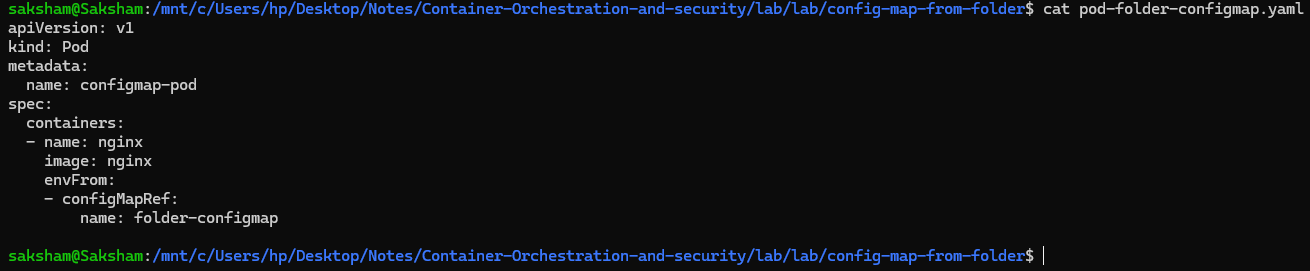 saksham@Saksham:/mnt/c/Users/hp/Desktop/Notes/Container-Orchestration-and-security/lab/lab/config-map-from-folder$ cat pod-folder-configmap.yaml
apiVersion: v1
kind: Pod
metadata:
  name: configmap-pod
spec:
  containers:
  - name: nginx
    image: nginx
    envFrom:
    - configMapRef:
        name: folder-configmap

saksham@Saksham:/mnt/c/Users/hp/Desktop/Notes/Container-Orchestration-and-security/lab/lab/config-map-from-folder$